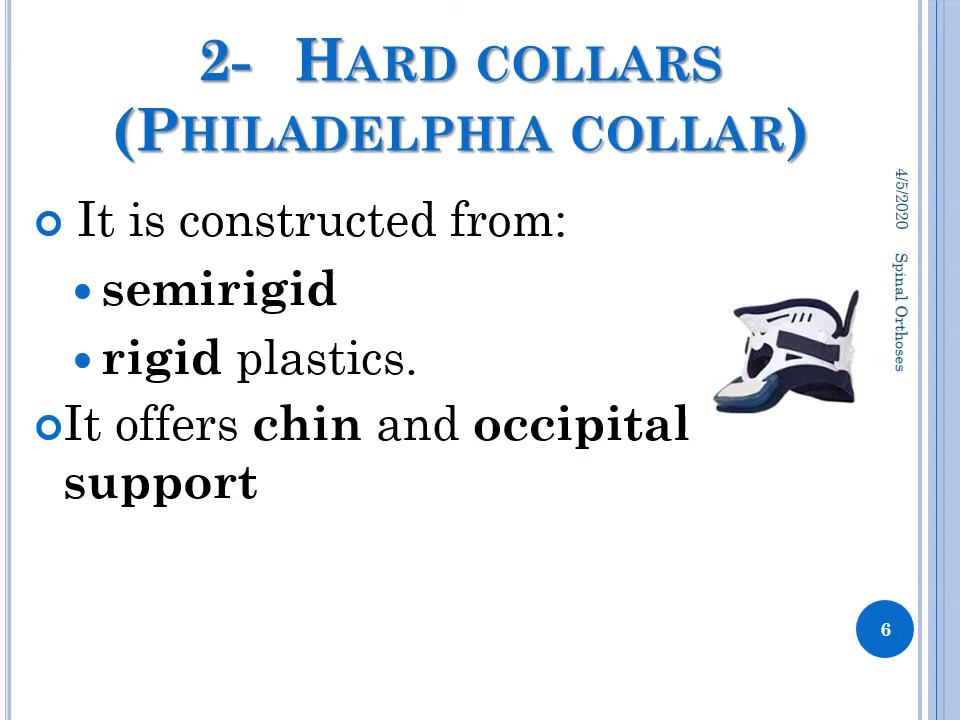 2- HARD COLLARS
(PHILADELPHIA COLLAR)
It is constructed from:
semirigid
rigid plastics.
It offers chin and occipital
support
4/5/2020
Spinal Orthoses
6